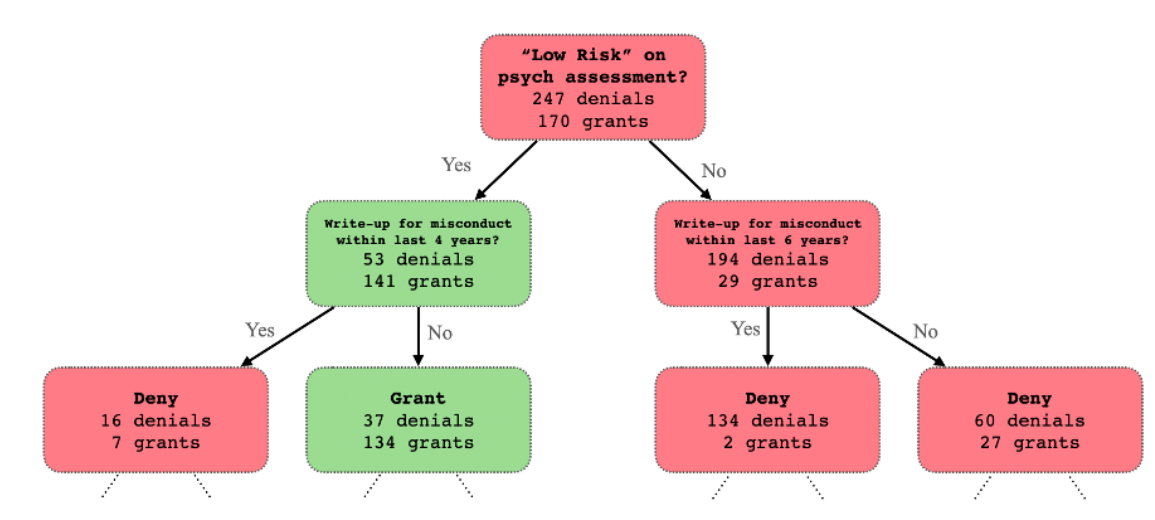 “Low Risk” on
psych assessment?
247 denials
170 grants
Yes
No
Write-up for misconduct
within last 4 years?
53 denials
141 grants
Write-up for misconduct
within last 6 years?
194 denials
29 grants
Yes
No
Yes
No
Deny
16 denials
7 grants
Grant
37 denials
134 grants
Deny
134 denials
2 grants
Deny
60 denials
27 grants